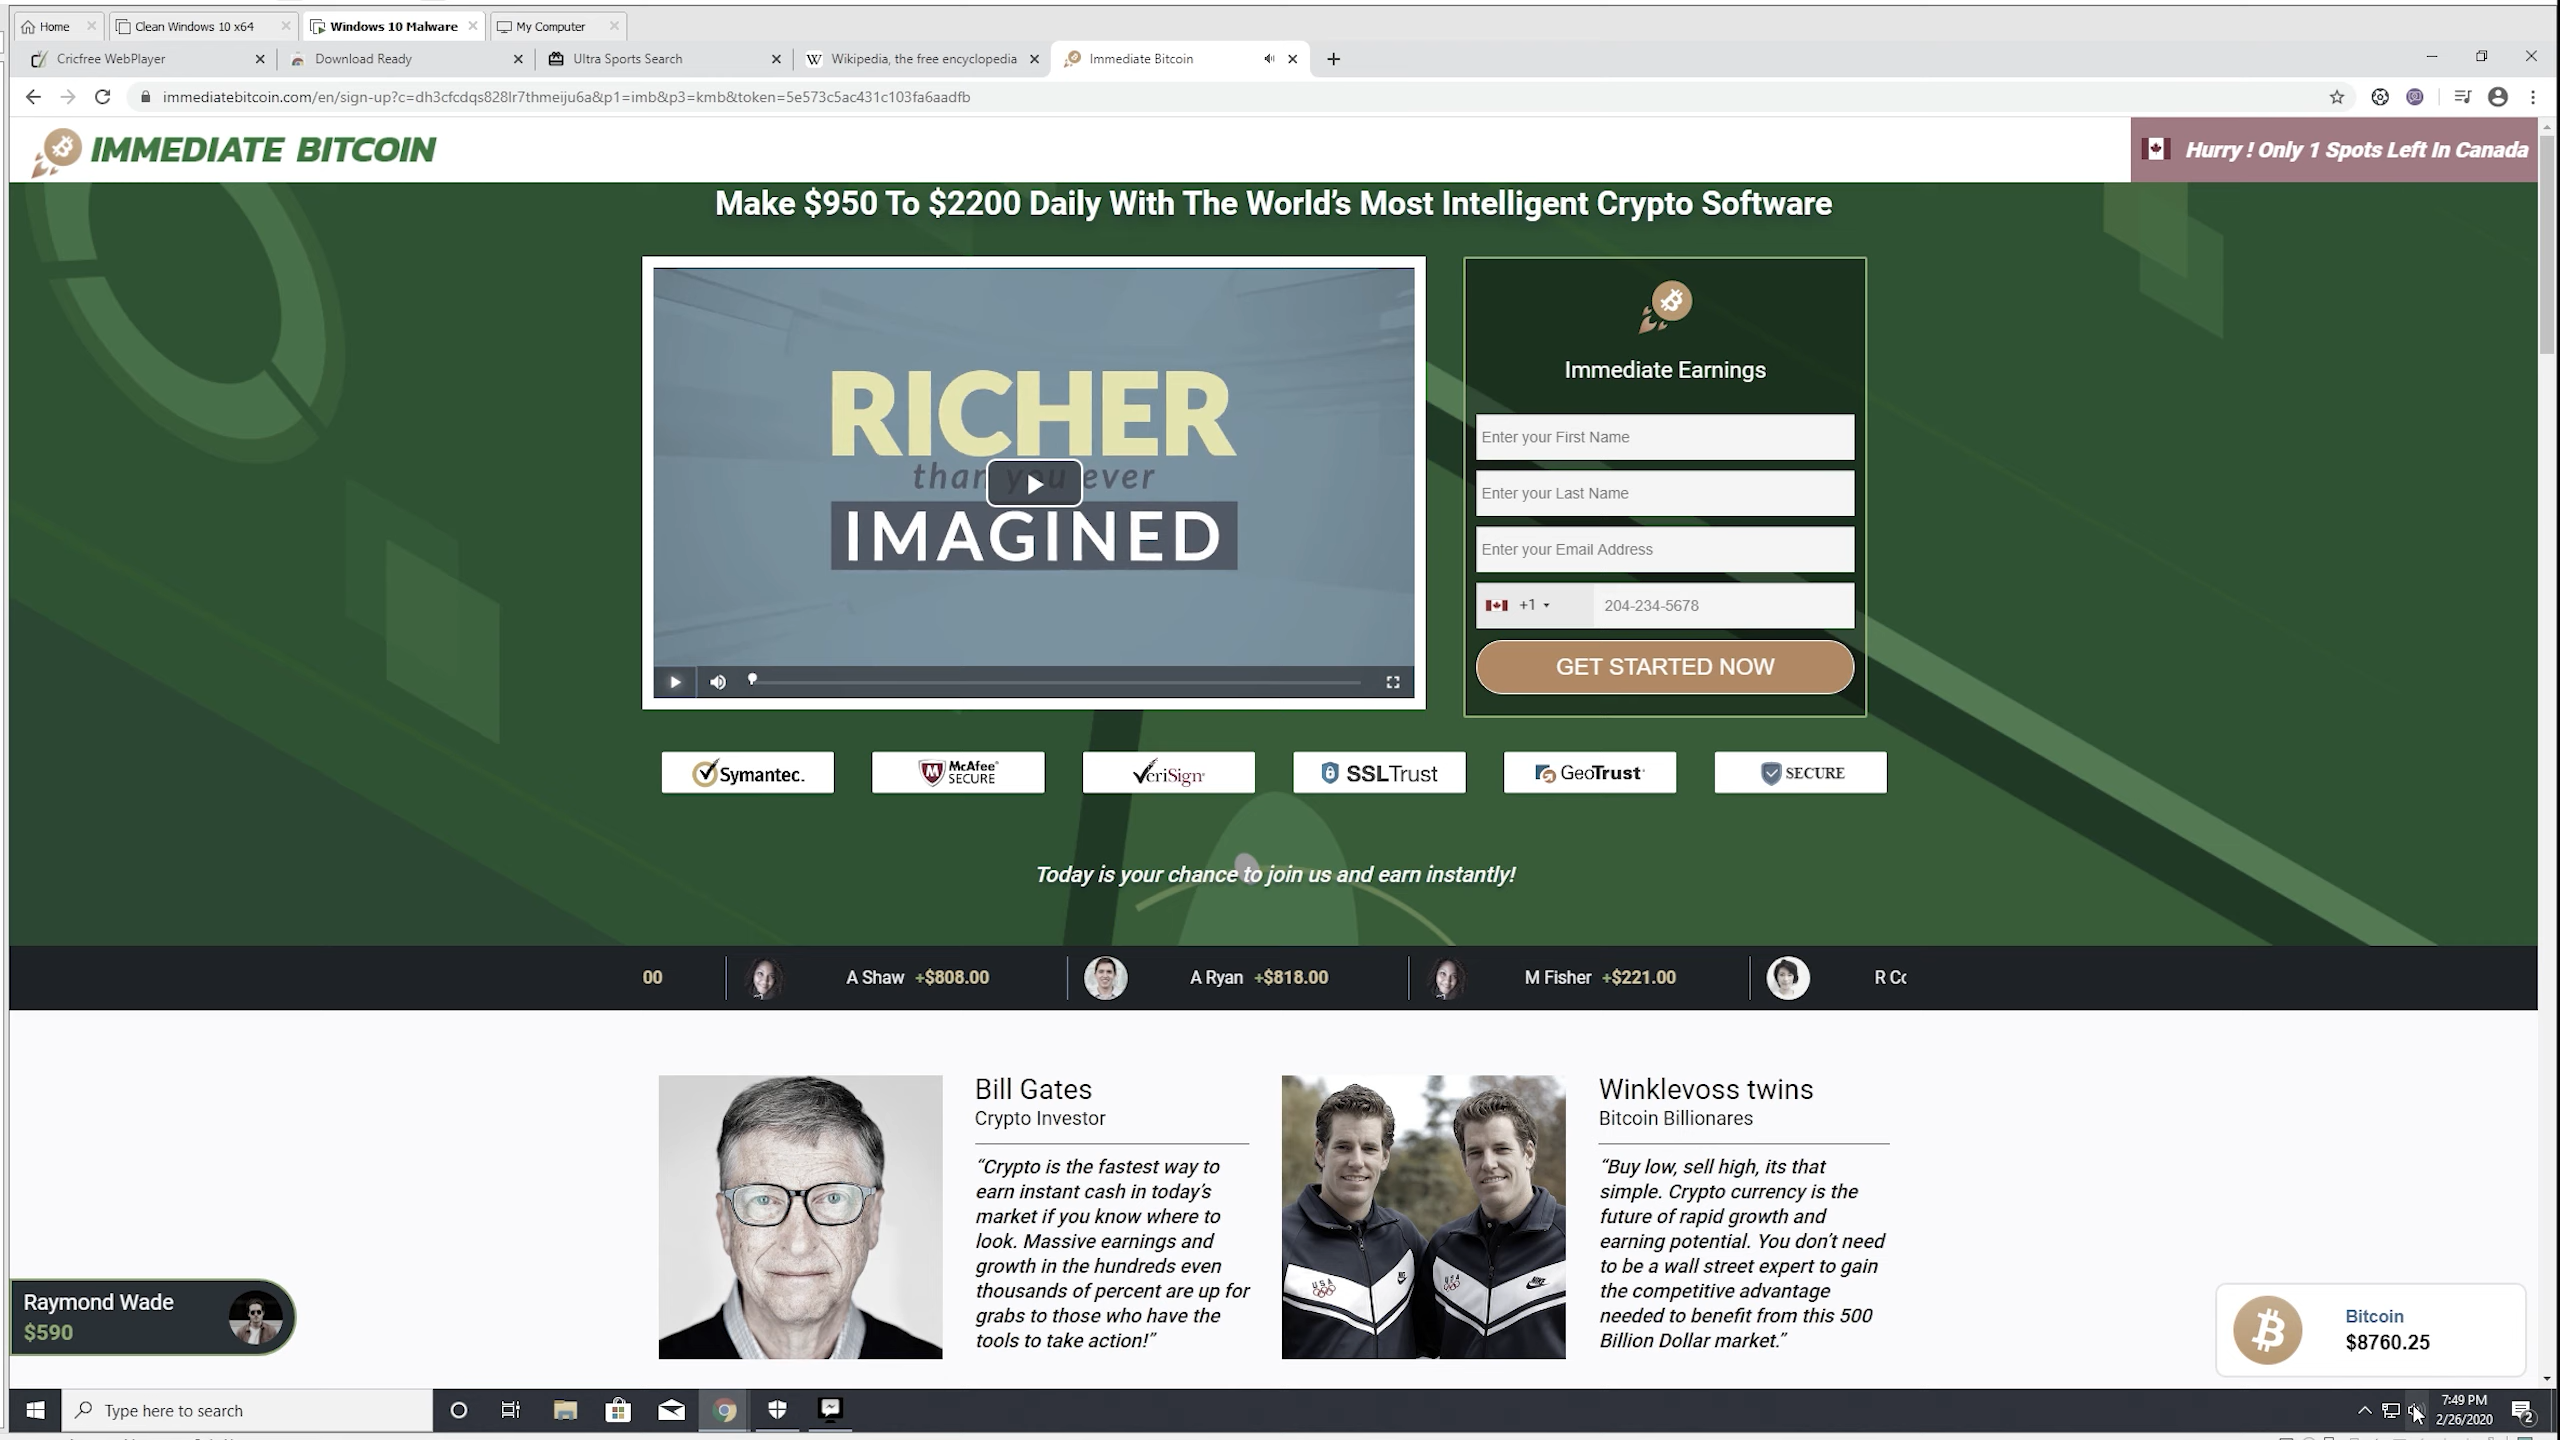 Home
Clean Windows 10 x64
Windows 10 Malware
My Computer
Cricfree WebPlayer
Download Ready
Ultra Sports Search
Wikipedia, the free encyclopedia
Immediate Bitcoin
immediatebitcoin.com/en/sign-up?c=dh3cfcdqs828lr7thmeiju6a&p1=imb&p3=kmb&token=5e573c5ac431c103fa6aadfb
IMMEDIATE BITCOIN
Hurry ! Only 1 Spots Left In Canada
Make $950 To $2200 Daily With The World's Most Intelligent Crypto Software
RICHER
than you ever
IMAGINED
Immediate Earnings
Enter your First Name
Enter your Last Name
Enter your Email Address
+1 204-234-5678
GET STARTED NOW
Symantec.
McAfee
SECURE
VeriSign
SSLTrust
GeoTrust
SECURE
Today is your chance to join us and earn instantly!
00
A Shaw +$808.00
A Ryan +$818.00
M Fisher +$221.00
R Co
Bill Gates
Crypto Investor
“Crypto is the fastest way to
earn instant cash in today's
market if you know where to
look. Massive earnings and
growth in the hundreds even
thousands of percent are up for
grabs to those who have the
tools to take action!”
Winklevoss twins
Bitcoin Billionares
“Buy low, sell high, its that
simple. Crypto currency is the
future of rapid growth and
earning potential. You don't need
to be a wall street expert to gain
the competitive advantage
needed to benefit from this 500
Billion Dollar market.”
USA
USA
Raymond Wade
$590
Bitcoin
$8760.25
Type here to search
7:49 PM
2/26/2020
2